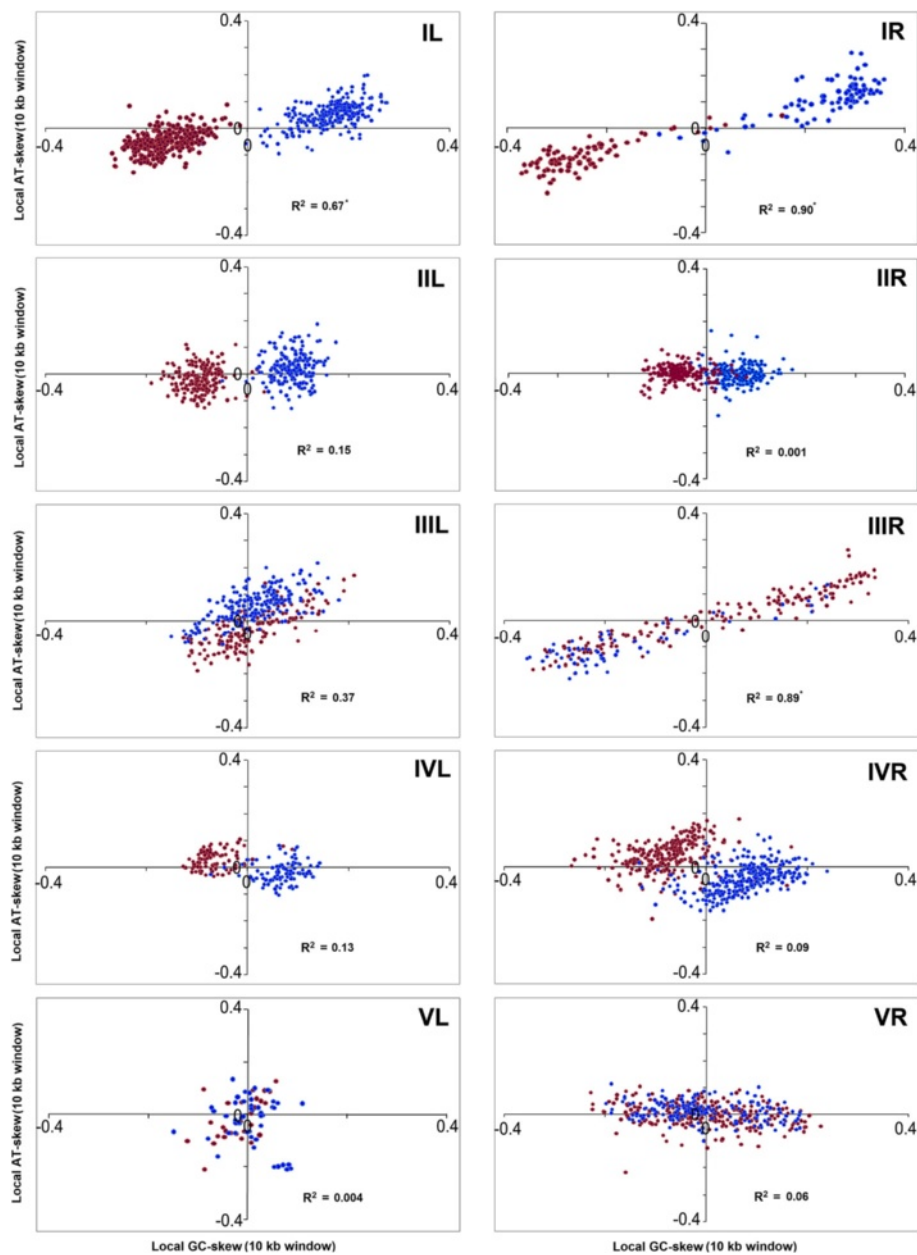 0.4 IL
-0.4 0 0.4
R² = 0.67*
-0.4
Local AT-skew (10 kb window)
0.4 IR
-0.4 0 0.4
R² = 0.90*
-0.4
0.4 IIL
-0.4 0 0.4
R² = 0.15
-0.4
Local AT-skew (10 kb window)
0.4 IIR
-0.4 0 0.4
R² = 0.001
-0.4
0.4 IIIL
-0.4 0 0.4
R² = 0.37
-0.4
Local AT-skew (10 kb window)
0.4 IIIR
-0.4 0 0.4
R² = 0.89*
-0.4
0.4 IVL
-0.4 0 0.4
R² = 0.13
-0.4
Local AT-skew (10 kb window)
0.4 IVR
-0.4 0 0.4
R² = 0.09
-0.4
0.4 VL
-0.4 0 0.4
R² = 0.004
-0.4
Local AT-skew (10 kb window)
0.4 VR
-0.4 0 0.4
R² = 0.06
-0.4
Local GC-skew (10 kb window)
Local GC-skew (10 kb window)